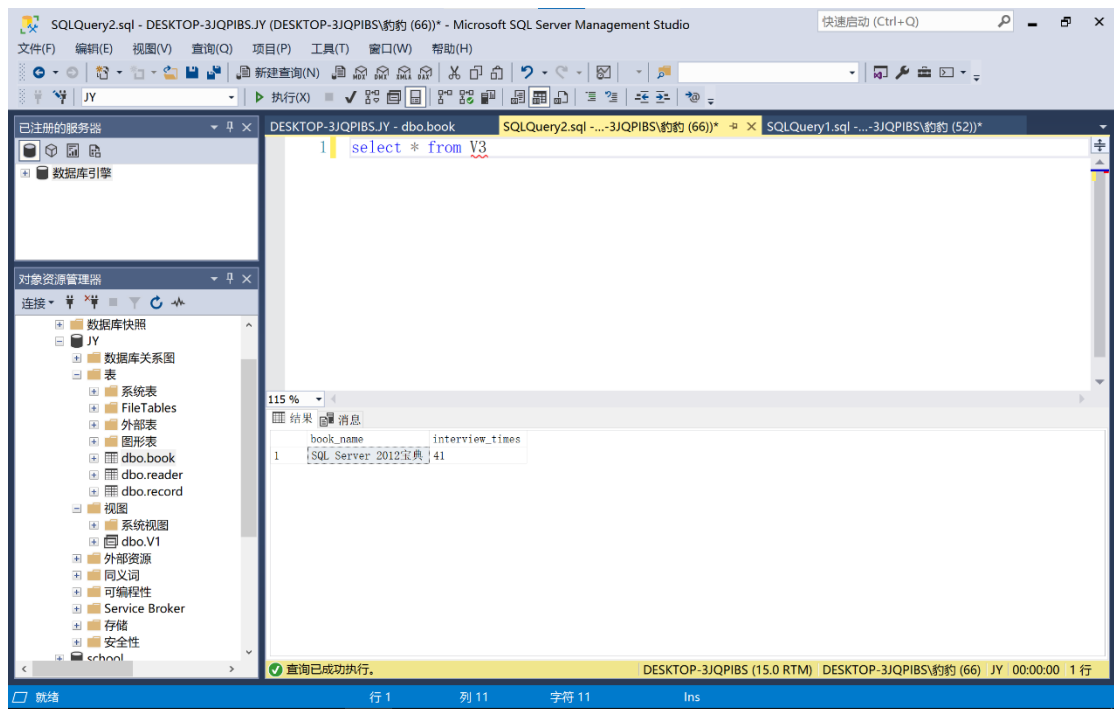 SQLQuery2.sql - DESKTOP-3JQPIBS.JY (DESKTOP-3JQPIBS\豹豹 (66))* - Microsoft SQL Server Management Studio
快速启动 (Ctrl+Q)
文件(F) 编辑(E) 视图(V) 查询(Q) 项目(P) 工具(T) 窗口(W) 帮助(H)
新建查询(N)
JY 执行(X)
已注册的服务器
DESKTOP-3JQPIBS.JY - dbo.book SQLQuery2.sql -...-3JQPIBS\豹豹 (66))* SQLQuery1.sql -...-3JQPIBS\豹豹 (52))*
1 select * from V3
数据库引擎
对象资源管理器
连接
数据库快照
JY
数据库关系图
表
系统表
FileTables
外部表
图形表
dbo.book
dbo.reader
dbo.record
视图
系统视图
dbo.V1
外部资源
同义词
可编程性
Service Broker
存储
安全性
school
115 %
结果 消息
book_name interview_times
1 SQL Server 2012宝典 41
查询已成功执行。 DESKTOP-3JQPIBS (15.0 RTM) DESKTOP-3JQPIBS\豹豹 (66) JY 00:00:00 1 行
就绪 行 1 列 11 字符 11 Ins